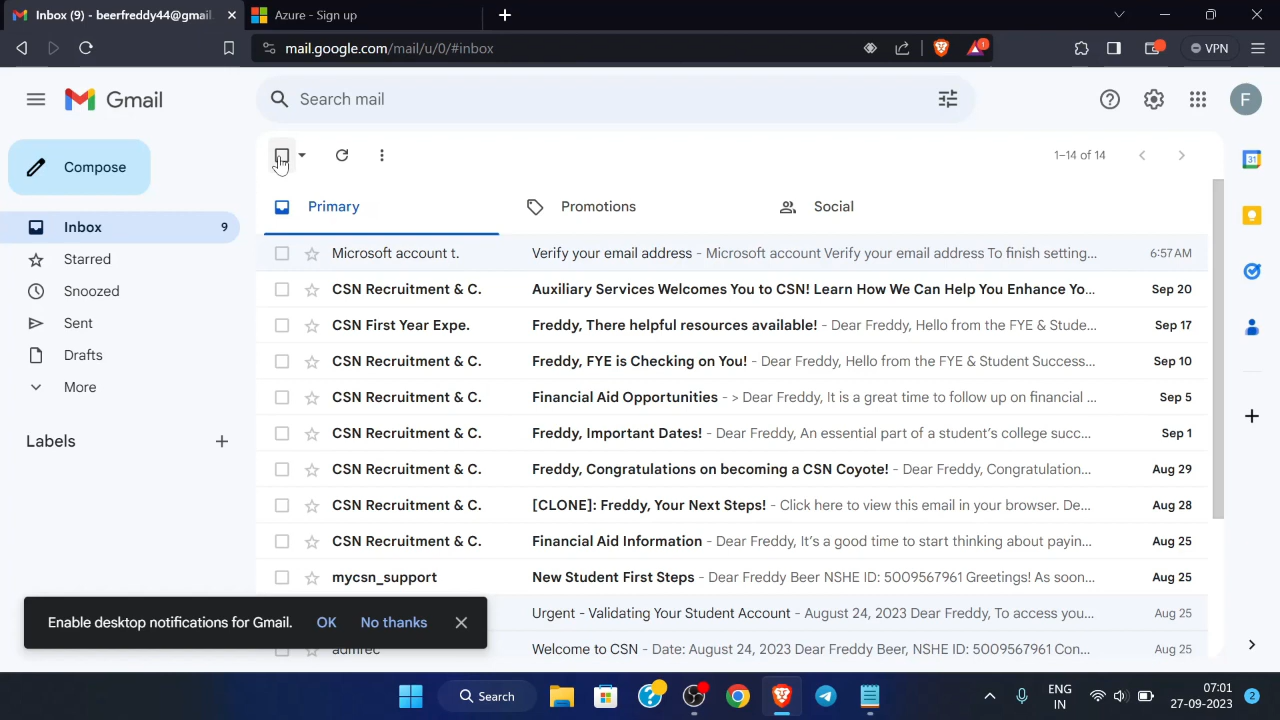 Inbox (9) - beerfreddy44@gmail.
Azure - Sign up
mail.google.com/mail/u/0/#inbox
1
VPN
Gmail
Search mail
F
Compose
1–14 of 14
31
Primary
Promotions
Social
Inbox 9
Starred
Snoozed
Sent
Drafts
More
Labels
Microsoft account t. Verify your email address - Microsoft account Verify your email address To finish setting... 6:57 AM
CSN Recruitment & C. Auxiliary Services Welcomes You to CSN! Learn How We Can Help You Enhance Yo... Sep 20
CSN First Year Expe. Freddy, There helpful resources available! - Dear Freddy, Hello from the FYE & Stude... Sep 17
CSN Recruitment & C. Freddy, FYE is Checking on You! - Dear Freddy, Hello from the FYE & Student Success... Sep 10
CSN Recruitment & C. Financial Aid Opportunities - > Dear Freddy, It is a great time to follow up on financial ... Sep 5
CSN Recruitment & C. Freddy, Important Dates! - Dear Freddy, An essential part of a student's college succ... Sep 1
CSN Recruitment & C. Freddy, Congratulations on becoming a CSN Coyote! - Dear Freddy, Congratulation... Aug 29
CSN Recruitment & C. [CLONE]: Freddy, Your Next Steps! - Click here to view this email in your browser. De... Aug 28
CSN Recruitment & C. Financial Aid Information - Dear Freddy, It's a good time to start thinking about payin... Aug 25
mycsn_support New Student First Steps - Dear Freddy Beer NSHE ID: 5009567961 Greetings! As soon... Aug 25
Urgent - Validating Your Student Account - August 24, 2023 Dear Freddy, To access you... Aug 25
admrec Welcome to CSN - Date: August 24, 2023 Dear Freddy Beer, NSHE ID: 5009567961 Con... Aug 25
Enable desktop notifications for Gmail. OK No thanks
Search
ENG
IN
07:01
27-09-2023
2